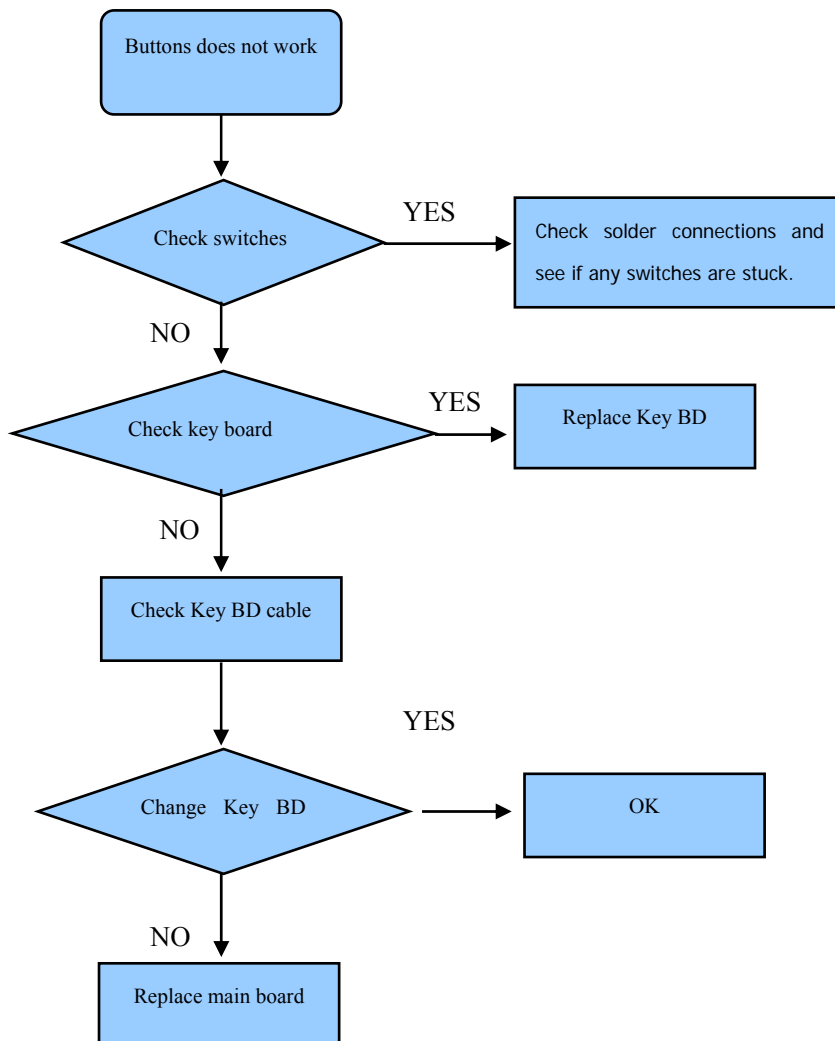 Buttons does not work
Check switches
YES
Check solder connections and
see if any switches are stuck.
NO
Check key board
YES
Replace Key BD
NO
Check Key BD cable
YES
Change Key BD
OK
NO
Replace main board